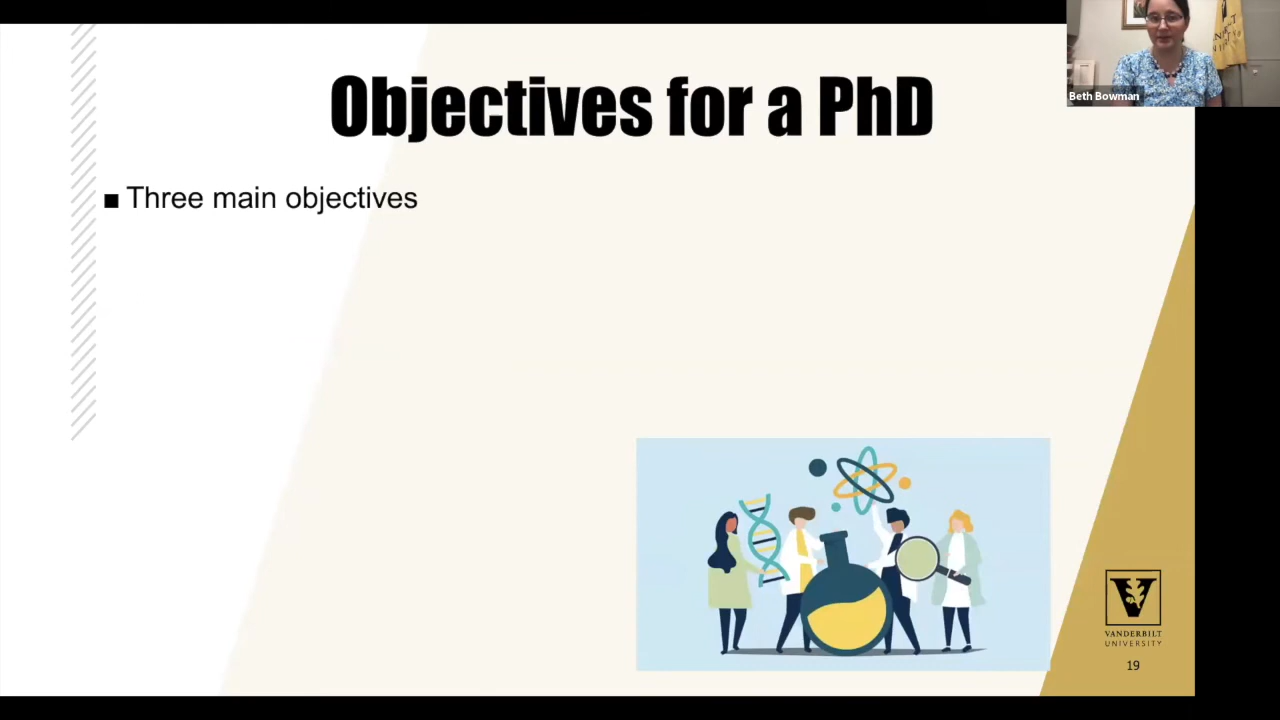 Objectives for a PhD
■ Three main objectives
Beth Bowman
V
VANDERBILT
UNIVERSITY
19